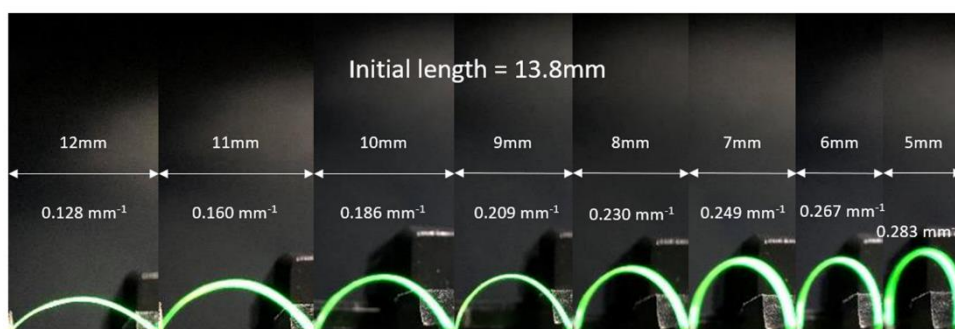 Initial length = 13.8mm
12mm 11mm 10mm 9mm 8mm 7mm 6mm 5mm
0.128 mm⁻¹ 0.160 mm⁻¹ 0.186 mm⁻¹ 0.209 mm⁻¹ 0.230 mm⁻¹ 0.249 mm⁻¹ 0.267 mm⁻¹ 0.283 mm⁻¹